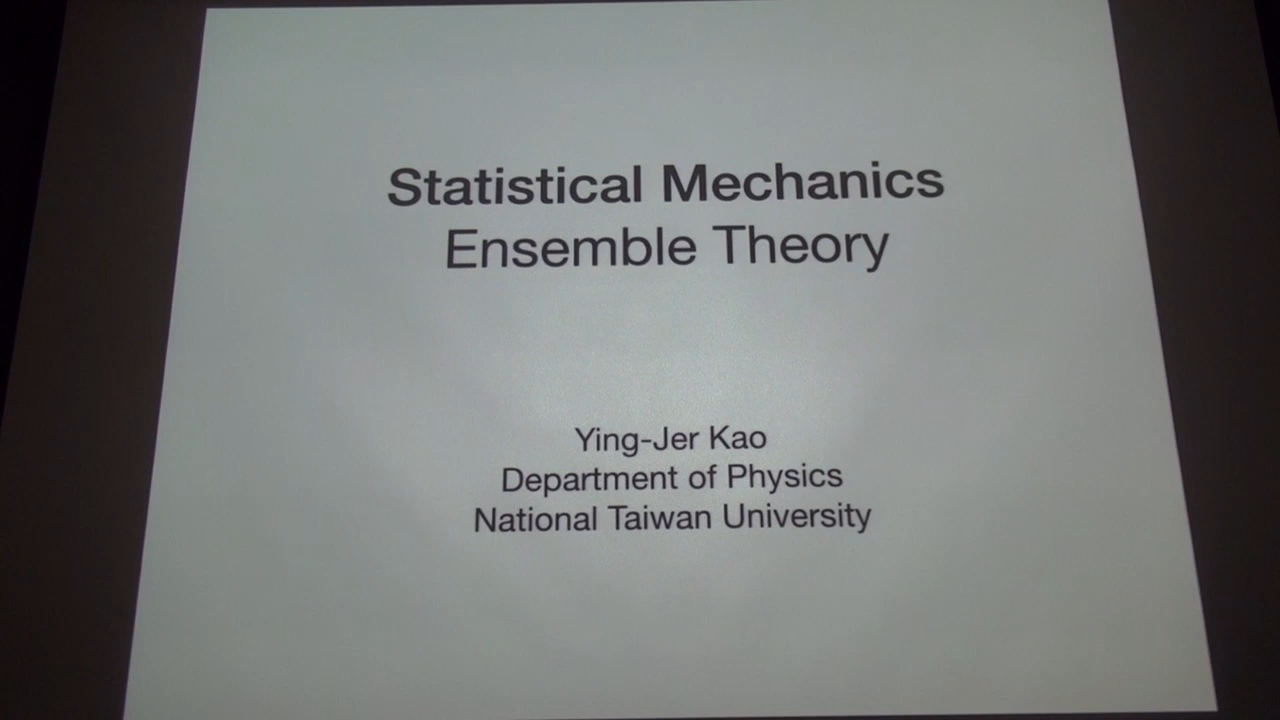 Statistical Mechanics
Ensemble Theory
Ying-Jer Kao
Department of Physics
National Taiwan University